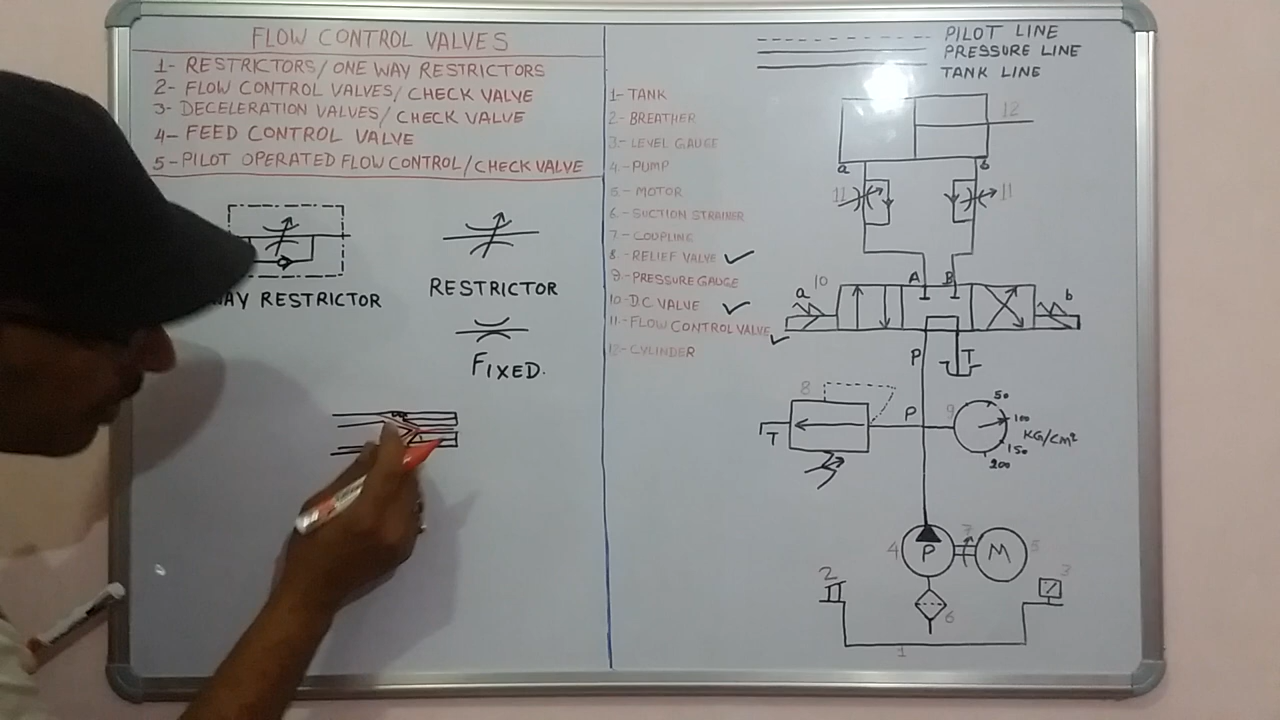 FLOW CONTROL VALVES
1- RESTRICTORS/ONE WAY RESTRICTORS
2- FLOW CONTROL VALVES/CHECK VALVE
3- DECELERATION VALVES/CHECK VALVE
4- FEED CONTROL VALVE
5- PILOT OPERATED FLOW CONTROL/CHECK VALVE
WAY RESTRICTOR
RESTRICTOR
FIXED.
PILOT LINE
PRESSURE LINE
TANK LINE
1- TANK
2- BREATHER
3- LEVEL GAUGE
4- PUMP
5- MOTOR
6- SUCTION STRAINER
7- COUPLING
8- RELIEF VALVE
9- PRESSURE GAUGE
10- D.C VALVE
11- FLOW CONTROL VALVE
12- CYLINDER
12
a b
11 11
a 10 A B b
P T
8 P 9
T
50
100
KG/CM²
150
200
4 P 7 M 5
2 3
6
1